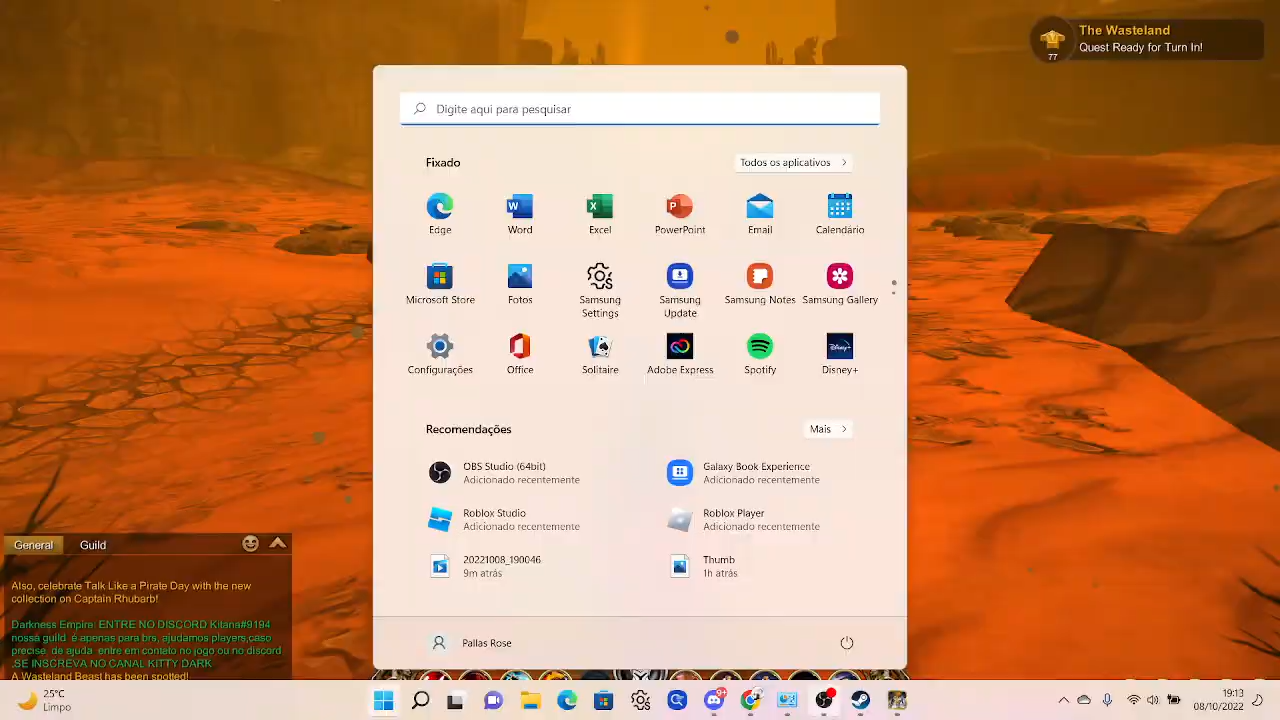 The Wasteland
Quest Ready for Turn In!
77
Digite aqui para pesquisar
Fixado
Todos os aplicativos
Edge
Word
Excel
PowerPoint
Email
Calendário
Microsoft Store
Fotos
Samsung Settings
Samsung Update
Samsung Notes
Samsung Gallery
Configurações
Office
Solitaire
Adobe Express
Spotify
Disney+
Recomendações
Mais
OBS Studio (64bit)
Adicionado recentemente
Galaxy Book Experience
Adicionado recentemente
Roblox Studio
Adicionado recentemente
Roblox Player
Adicionado recentemente
20221008_190046
9m atrás
Thumb
1h atrás
Pallas Rose
General
Guild
Also, celebrate Talk Like a Pirate Day with the new
collection on Captain Rhubarb!
Darkness Empire: ENTRE NO DISCORD Kitana#9194
nossa guild é apenas para brs, ajudamos players,caso
precise de ajuda entre em contato no jogo ou no discord
.SE INSCREVA NO CANAL KITTY DARK
A Wasteland Beast has been spotted!
25°C
Limpo
9+
19:13
08/10/2022